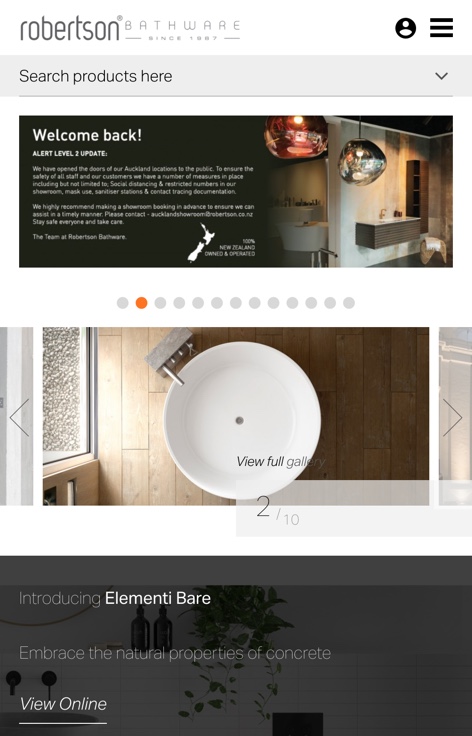 robertson® BATHWARE
SINCE 1987
Search products here
Welcome back!
ALERT LEVEL 2 UPDATE:
We have opened the doors of our Auckland locations to the public. To ensure the
safety of all staff and our customers we have a number of measures in place
including but not limited to; Social distancing & restricted numbers in our
showroom, mask use, sanitiser stations & contact tracing documentation.
We highly recommend making a showroom booking in advance to ensure we can
assist in a timely manner. Please contact - aucklandshowroom@robertson.co.nz
Stay safe everyone and take care.
The Team at Robertson Bathware.
100%
NEW ZEALAND
OWNED & OPERATED
View full gallery
2 / 10
Introducing Elementi Bare
Embrace the natural properties of concrete
View Online